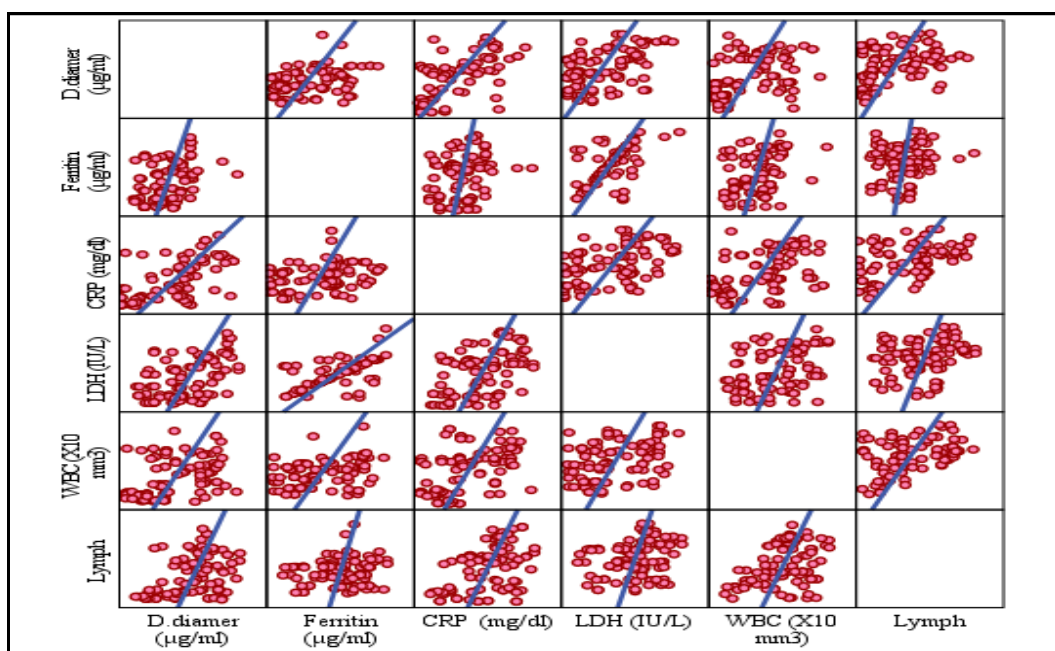 D.diamer
(µg/ml)
Ferritin
(µg/ml)
CRP (mg/dl)
LDH (IU/L)
WBC (X10
mm3)
Lymph
D.diamer
(µg/ml)
Ferritin
(µg/ml)
CRP (mg/dl)
LDH (IU/L)
WBC (X10
mm3)
Lymph